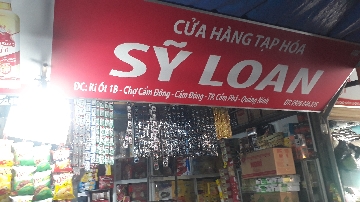 CỬA HÀNG TẠP HÓA
SỸ LOAN
ĐC: Ki Ốt 1B - Chợ Cẩm Đông - Cẩm Đông - TP. Cẩm Phả - Quảng Ninh